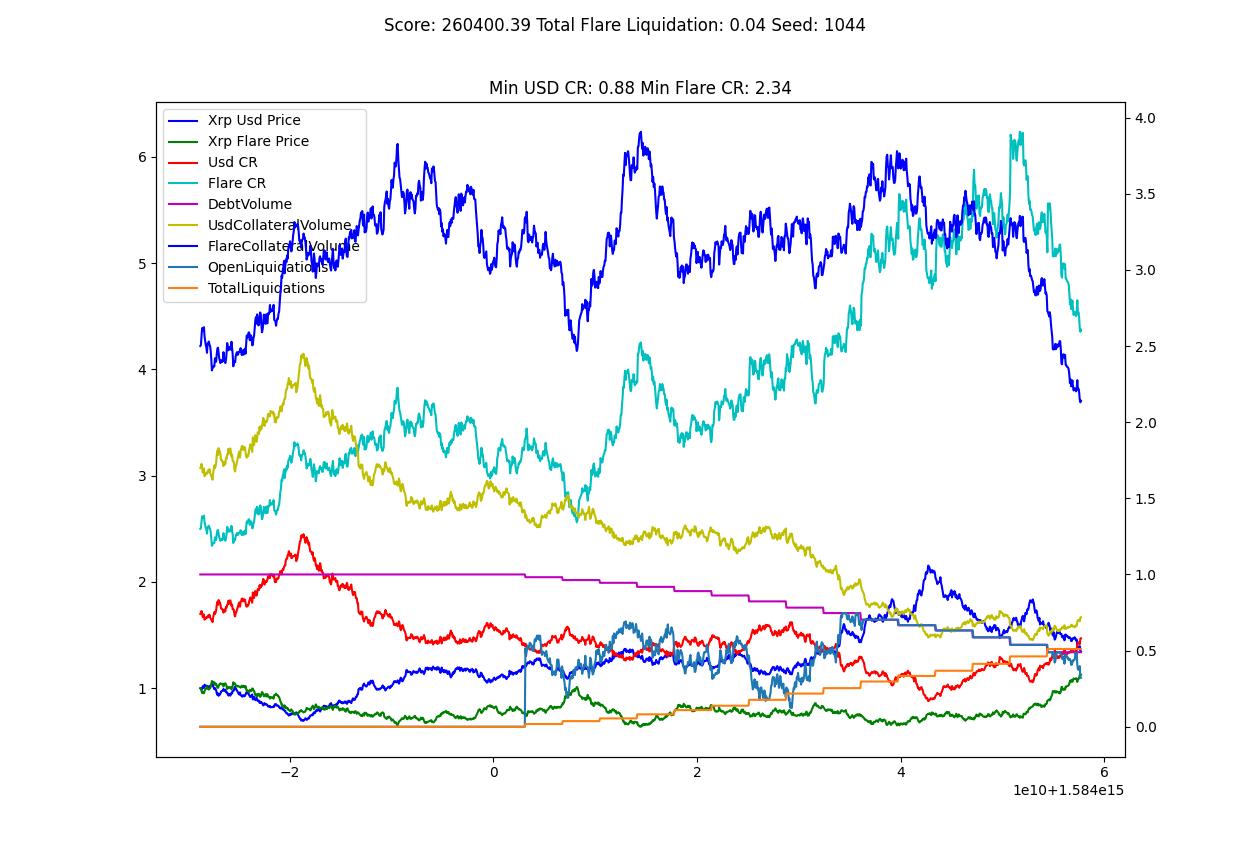 Score: 260400.39 Total Flare Liquidation: 0.04 Seed: 1044
Min USD CR: 0.88 Min Flare CR: 2.34
Xrp Usd Price
Xrp Flare Price
Usd CR
Flare CR
DebtVolume
UsdCollateralVolume
FlareCollateralVolume
OpenLiquidations
TotalLiquidations
6
5
4
3
2
1
4.0
3.5
3.0
2.5
2.0
1.5
1.0
0.5
0.0
−2
0
2
4
6
1e10+1.584e15